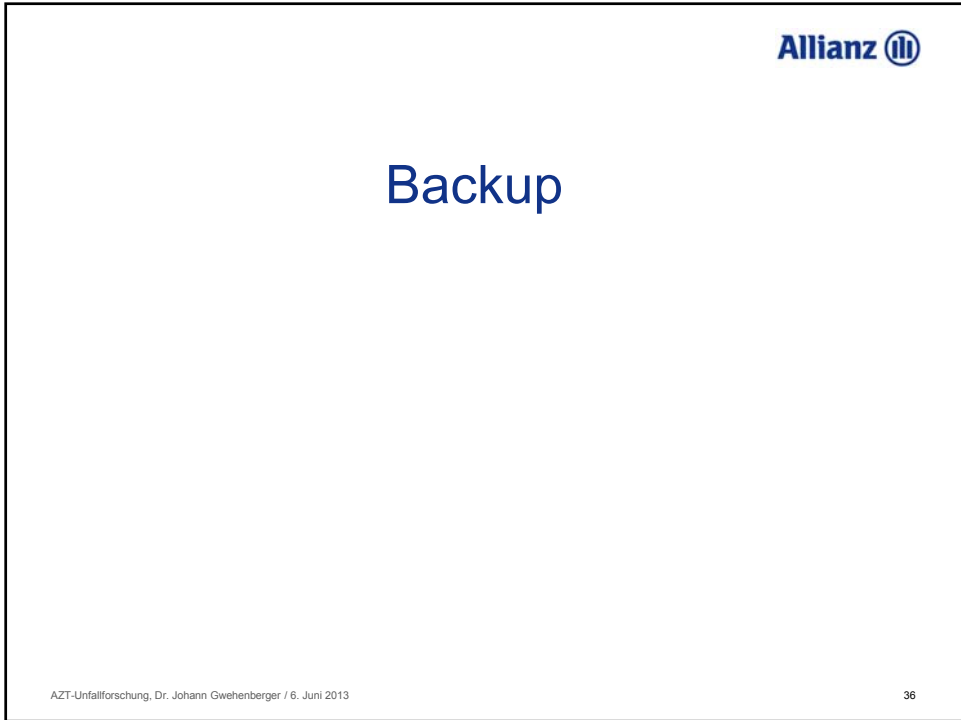 Allianz
Backup
AZT-Unfallforschung, Dr. Johann Gwehenberger / 6. Juni 2013
36